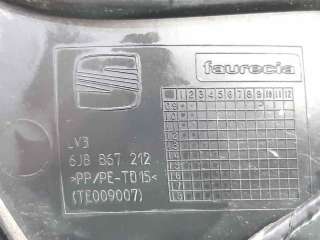 faurecia
1 2 3 4 5 6 7 8 9 10 11 12
LV3
6J8 867 212
>PP/PE-TD15<
(TE009007)